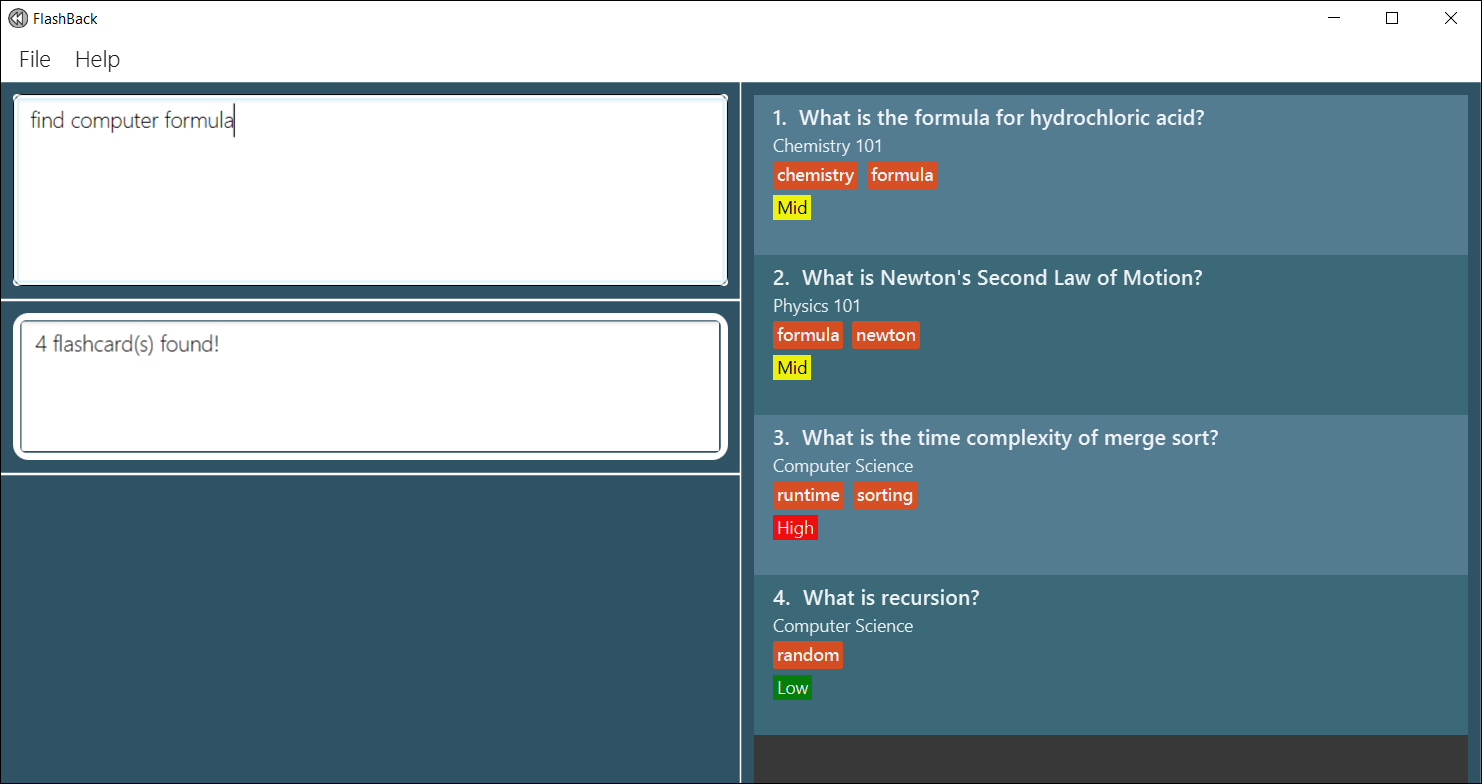 FlashBack
File Help
find computer formula
4 flashcard(s) found!
1. What is the formula for hydrochloric acid?
Chemistry 101
chemistry formula
Mid
2. What is Newton's Second Law of Motion?
Physics 101
formula newton
Mid
3. What is the time complexity of merge sort?
Computer Science
runtime sorting
High
4. What is recursion?
Computer Science
random
Low